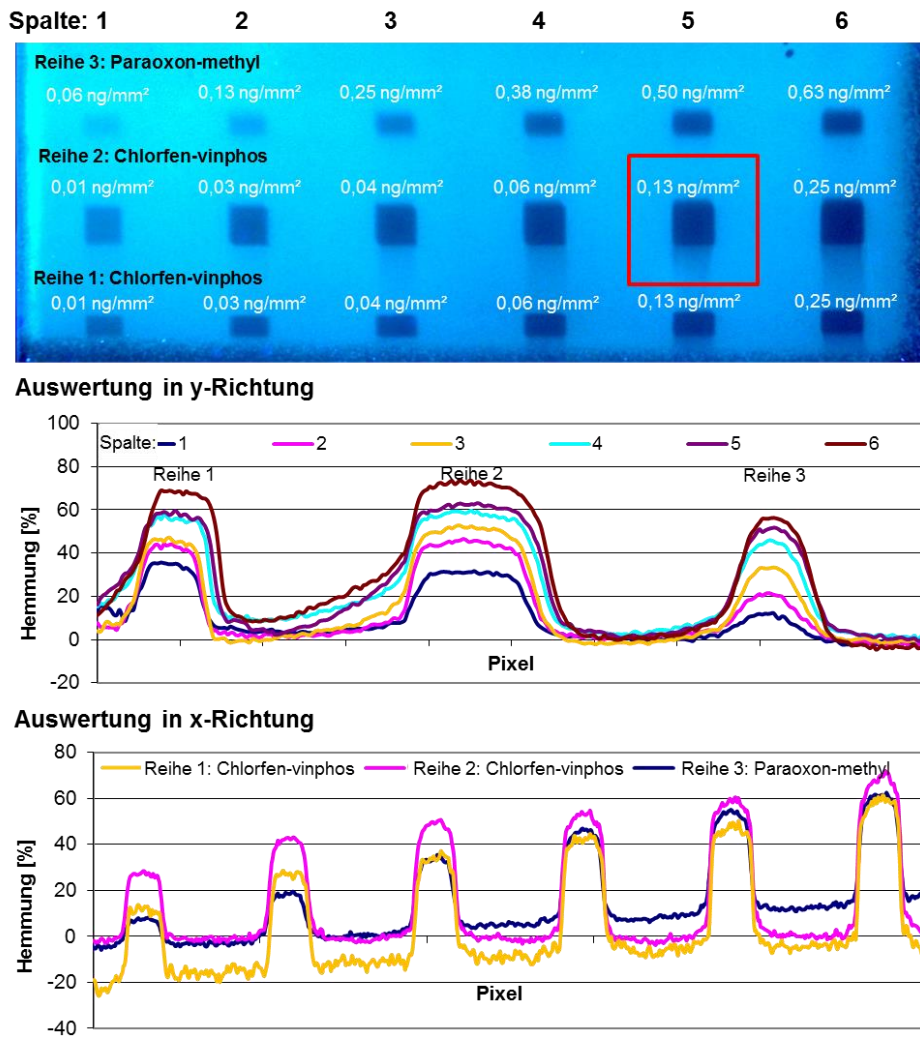 Spalte: 1 2 3 4 5 6
Reihe 3: Paraoxon-methyl
0,06 ng/mm² 0,13 ng/mm² 0,25 ng/mm² 0,38 ng/mm² 0,50 ng/mm² 0,63 ng/mm²
Reihe 2: Chlorfen-vinphos
0,01 ng/mm² 0,03 ng/mm² 0,04 ng/mm² 0,06 ng/mm² 0,13 ng/mm² 0,25 ng/mm²
Reihe 1: Chlorfen-vinphos
0,01 ng/mm² 0,03 ng/mm² 0,04 ng/mm² 0,06 ng/mm² 0,13 ng/mm² 0,25 ng/mm²
Auswertung in y-Richtung
100
80
60
40
20
0
-20
Hemmung [%]
Spalte: 1 2 3 4 5 6
Reihe 1 Reihe 2 Reihe 3
Pixel
Auswertung in x-Richtung
80
60
40
20
0
-20
-40
Hemmung [%]
Reihe 1: Chlorfen-vinphos Reihe 2: Chlorfen-vinphos Reihe 3: Paraoxon-methyl
Pixel